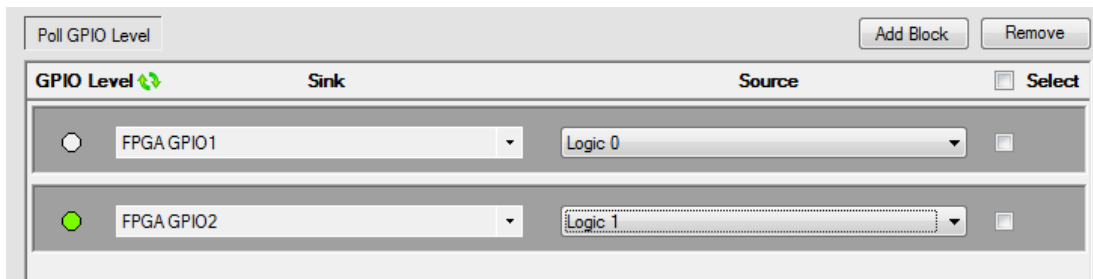 Poll GPIO Level Add Block Remove
GPIO Level Sink Source Select
FPGA GPIO1 Logic 0
FPGA GPIO2 Logic 1